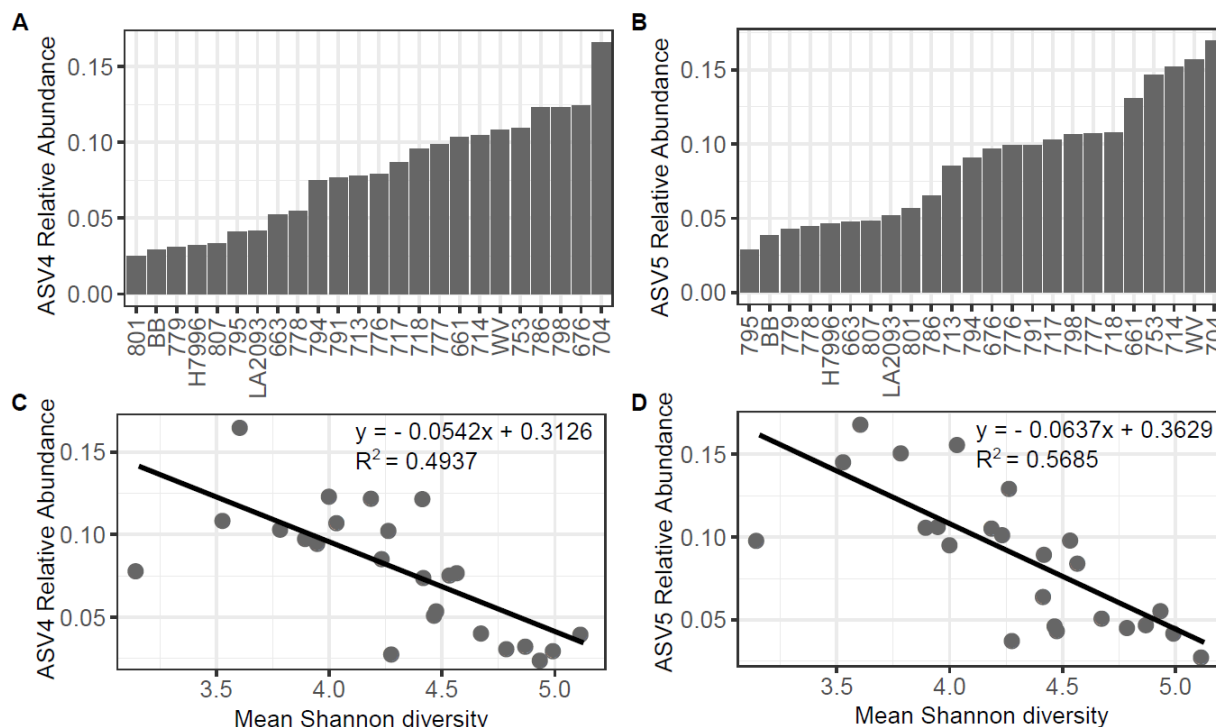 A
ASV4 Relative Abundance
0.15
0.10
0.05
0.00
801 BB 779 H7996 807 795 LA2093 663 778 794 791 713 776 717 718 777 661 714 WV 753 786 798 676 704
B
ASV5 Relative Abundance
0.15
0.10
0.05
0.00
795 BB 779 778 H7996 663 807 LA2093 801 786 713 794 676 776 791 717 798 777 718 661 753 714 WV 704
C
ASV4 Relative Abundance
0.15
0.10
0.05
y = - 0.0542x + 0.3126
R² = 0.4937
3.5 4.0 4.5 5.0
Mean Shannon diversity
D
ASV5 Relative Abundance
0.15
0.10
0.05
y = - 0.0637x + 0.3629
R² = 0.5685
3.5 4.0 4.5 5.0
Mean Shannon diversity